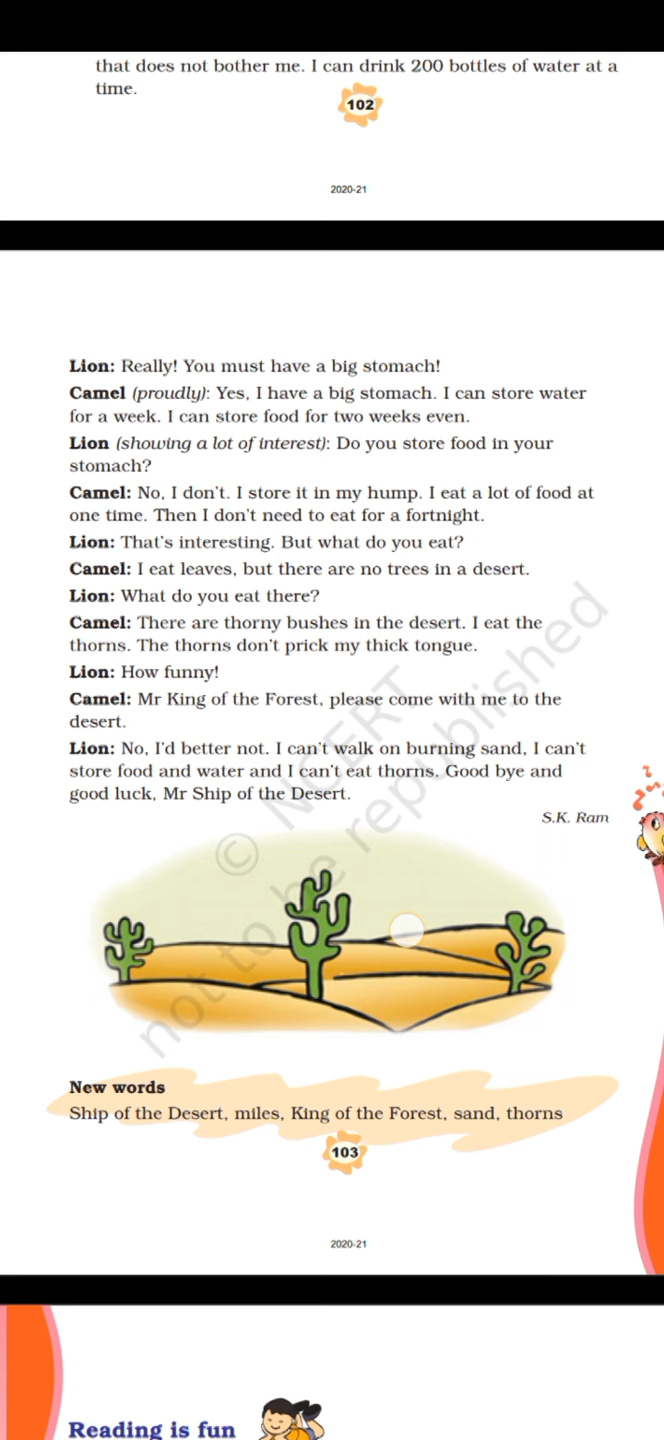 that does not bother me. I can drink 200 bottles of water at a
time.
102
2020-21
Lion: Really! You must have a big stomach!
Camel (proudly): Yes, I have a big stomach. I can store water
for a week. I can store food for two weeks even.
Lion (showing a lot of interest): Do you store food in your
stomach?
Camel: No, I don't. I store it in my hump. I eat a lot of food at
one time. Then I don't need to eat for a fortnight.
Lion: That's interesting. But what do you eat?
Camel: I eat leaves, but there are no trees in a desert.
Lion: What do you eat there?
Camel: There are thorny bushes in the desert. I eat the
thorns. The thorns don't prick my thick tongue.
Lion: How funny!
Camel: Mr King of the Forest, please come with me to the
desert.
Lion: No, I'd better not. I can't walk on burning sand, I can't
store food and water and I can't eat thorns. Good bye and
good luck, Mr Ship of the Desert.
S.K. Ram
© NCERT
not to be republished
New words
Ship of the Desert, miles, King of the Forest, sand, thorns
103
2020-21
Reading is fun